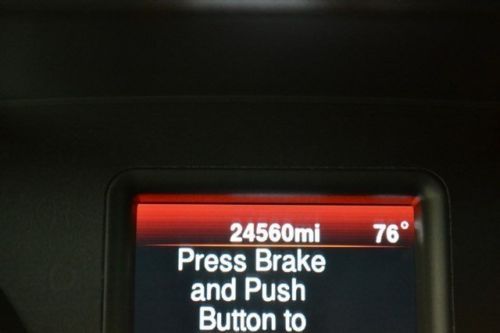 24560mi 76°
Press Brake
and Push
Button to